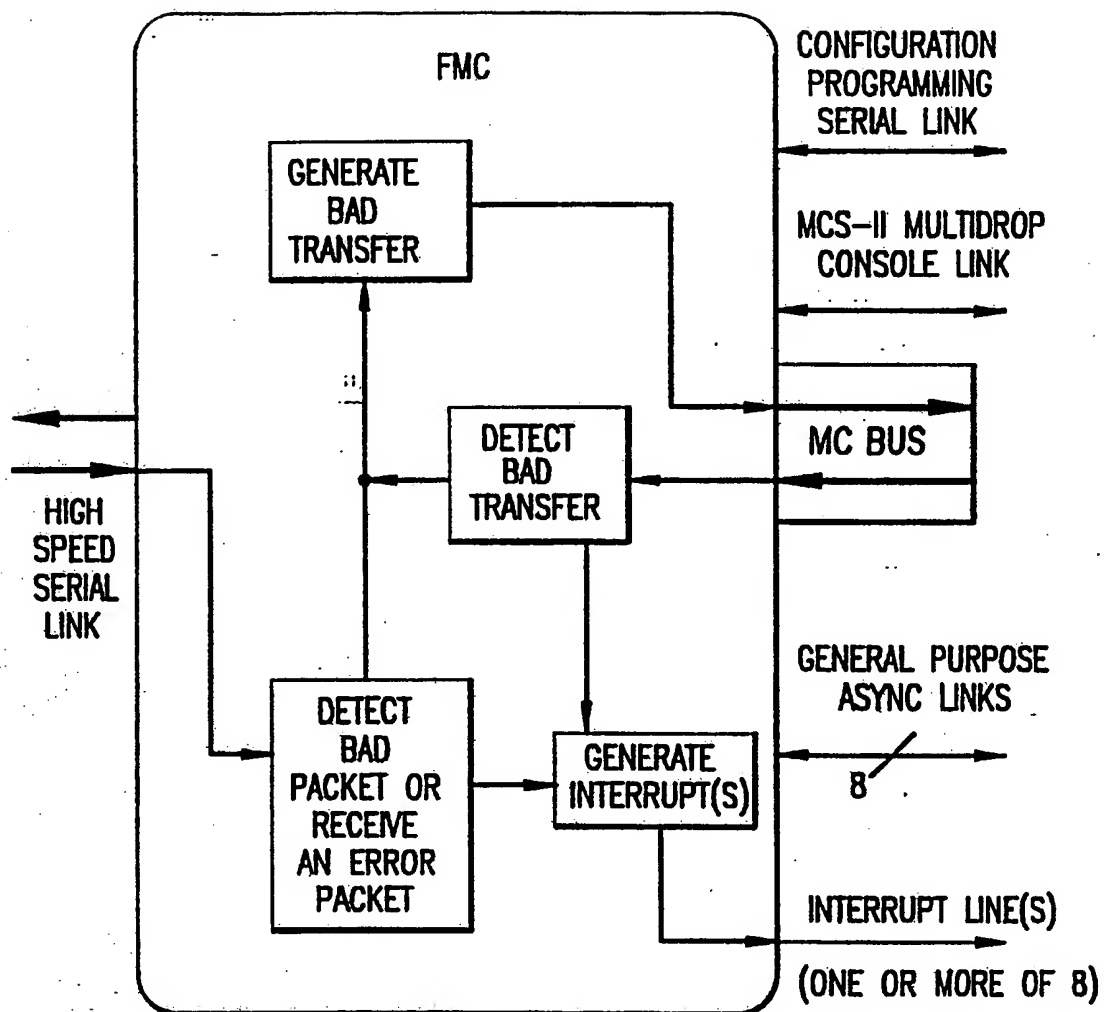 FMC
CONFIGURATION
PROGRAMMING
SERIAL LINK
GENERATE
BAD
TRANSFER
MCS-II MULTIDROP
CONSOLE LINK
DETECT
BAD
TRANSFER
MC BUS
HIGH
SPEED
SERIAL
LINK
DETECT
BAD
PACKET OR
RECEIVE
AN ERROR
PACKET
GENERATE
INTERRUPT(S)
GENERAL PURPOSE
ASYNC LINKS
8
INTERRUPT LINE(S)
(ONE OR MORE OF 8)